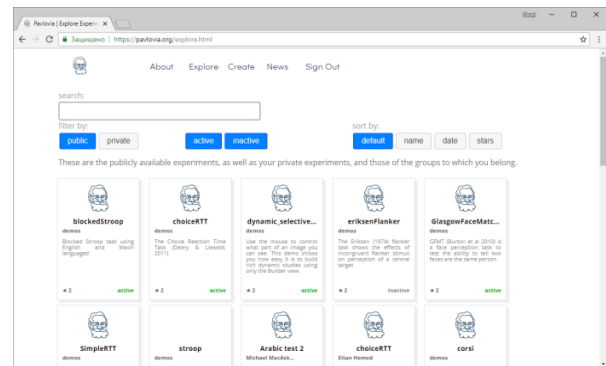 Pavlovia | Explore Experi
Защищено | https://pavlovia.org/explore.html
About Explore Create News Sign Out
search:
filter by:
sort by:
public private active inactive default name date stars
These are the publicly available experiments, as well as your private experiments, and those of the groups to which you belong.
blockedStroop
demos
Blocked Stroop task using
English and Maori
languages!
★ 2 active
choiceRTT
demos
The Choice Reaction Time
Task (Deary & Liewald,
2011)
★ 2 active
dynamic_selective...
demos
Use the mouse to control
what part of an image you
can see. This demo shows
you how easy it is to build
rich dynamic studies using
only the Builder view.
★ 2 active
eriksenFlanker
demos
The Eriksen (1974) flanker
task shows the effects of
incongruent flanker stimuli
on perception of a central
target
★ 2 inactive
GlasgowFaceMatc...
demos
GFMT (Burton et al 2010) is
a face perception task to
test the ability to tell two
faces are the same person
★ 2 active
SimpleRTT
demos
stroop
demos
Arabic test 2
Michael MacAsk...
choiceRTT
Eitan Hemed
corsi
demos